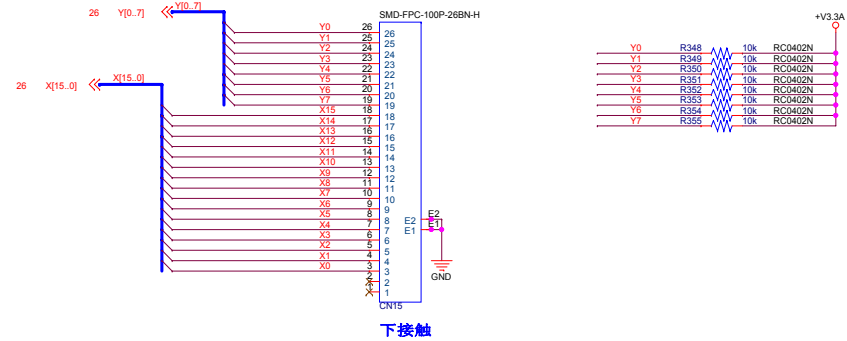 SMD-FPC-100P-26BN-H
26 Y[0..7] Y[0..7]
26 X[15..0] X[15..0]
Y0 26 26
Y1 25 25
Y2 24 24
Y3 23 23
Y4 22 22
Y5 21 21
Y6 20 20
Y7 19 19
X15 18 18
X14 17 17
X13 16 16
X12 15 15
X11 14 14
X10 13 13
X9 12 12
X8 11 11
X7 10 10
X6 9 9
X5 8 8 E2 E2
X4 7 7 E1 E1
X3 6 6
X2 5 5
X1 4 4
X0 3 3
2 2
1 1
GND
CN15
下接触
+V3.3A
Y0 R348 10k RC0402N
Y1 R349 10k RC0402N
Y2 R350 10k RC0402N
Y3 R351 10k RC0402N
Y4 R352 10k RC0402N
Y5 R353 10k RC0402N
Y6 R354 10k RC0402N
Y7 R355 10k RC0402N